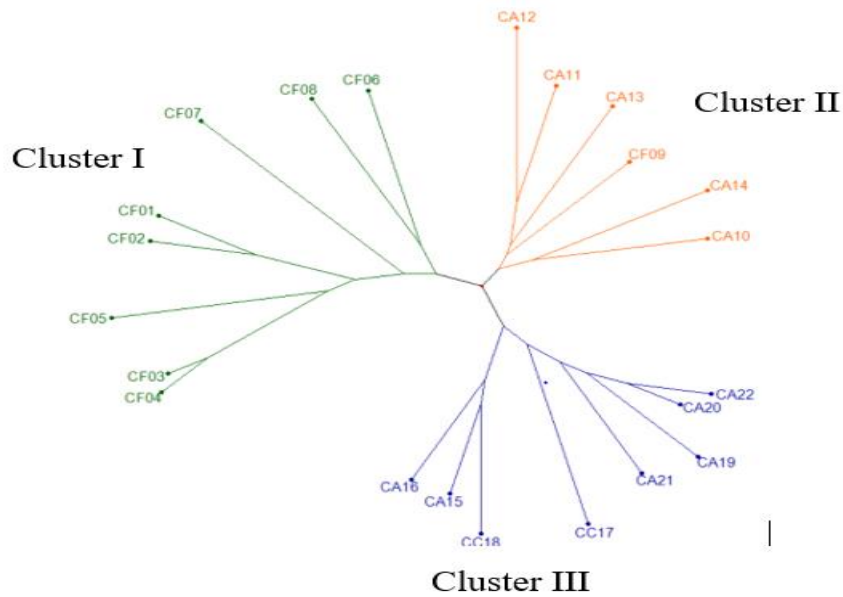 CA12
CF06
CF08
CA11
CA13
CF07
Cluster II
Cluster I
CF09
CA14
CF01
CF02
CA10
CF05
CF03
CF04
CA22
CA20
CA19
CA21
CA16
CA15
CC17
CC18
Cluster III